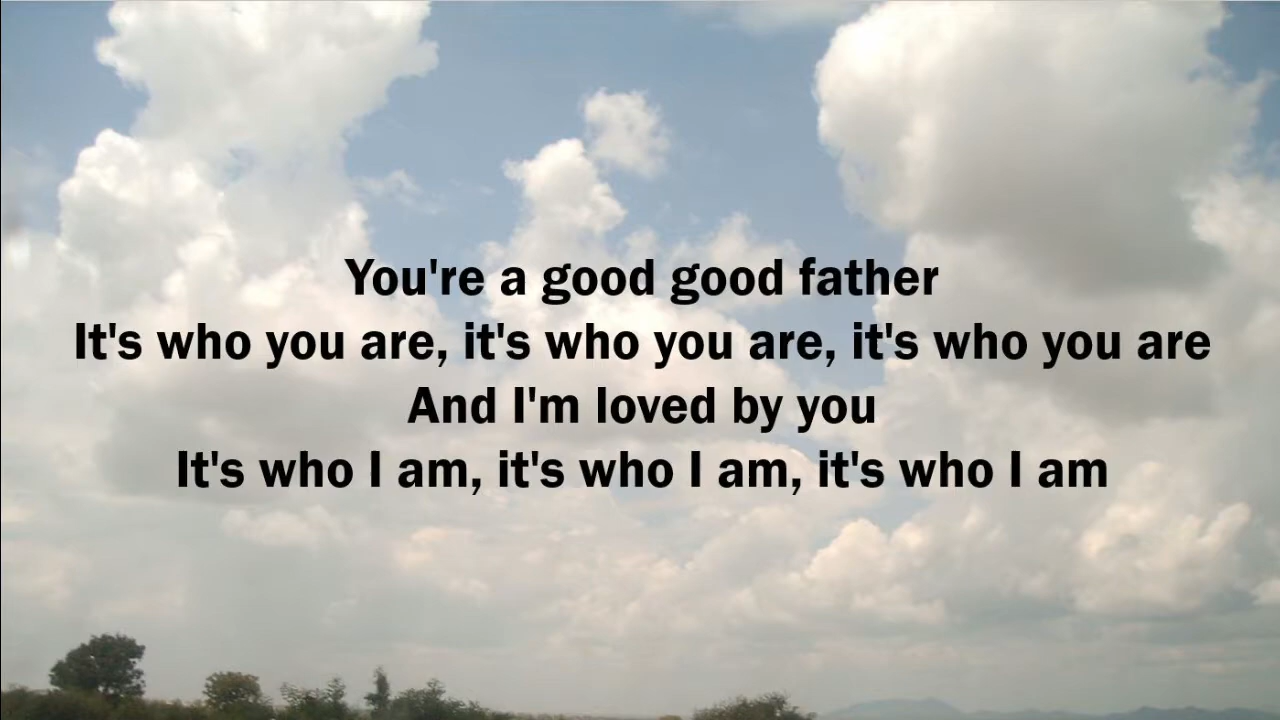 You're a good good father
It's who you are, it's who you are, it's who you are
And I'm loved by you
It's who I am, it's who I am, it's who I am